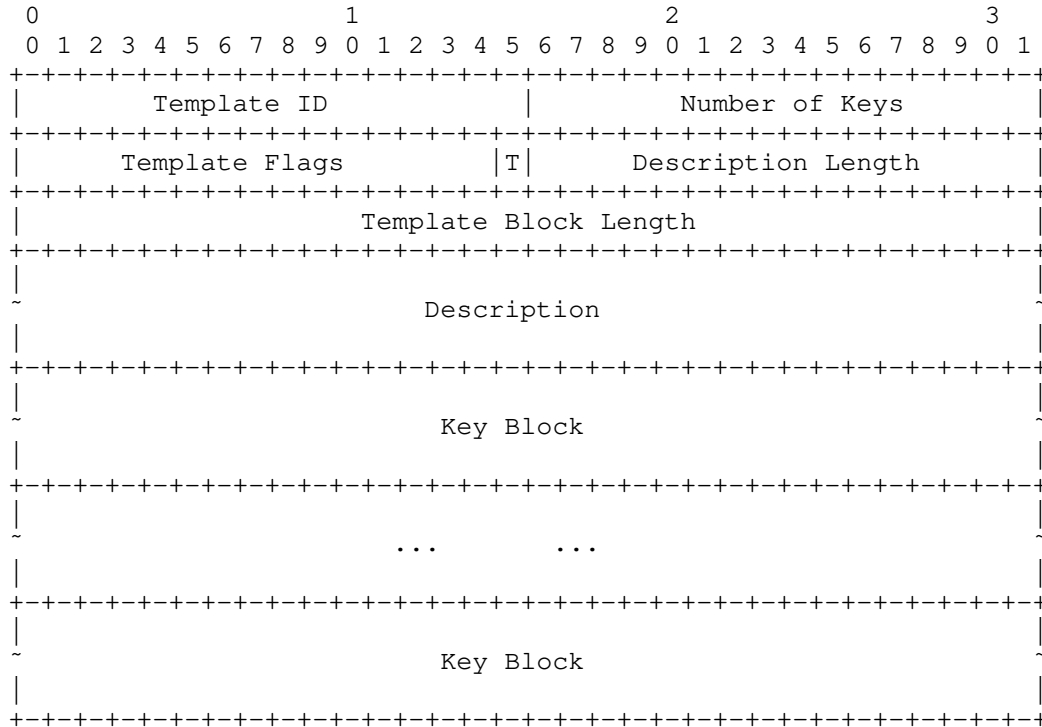 0                   1                   2                   3
0 1 2 3 4 5 6 7 8 9 0 1 2 3 4 5 6 7 8 9 0 1 2 3 4 5 6 7 8 9 0 1
+-+-+-+-+-+-+-+-+-+-+-+-+-+-+-+-+-+-+-+-+-+-+-+-+-+-+-+-+-+-+-+-+
|        Template ID            |         Number of Keys        |
+-+-+-+-+-+-+-+-+-+-+-+-+-+-+-+-+-+-+-+-+-+-+-+-+-+-+-+-+-+-+-+-+
|      Template Flags         |T|      Description Length       |
+-+-+-+-+-+-+-+-+-+-+-+-+-+-+-+-+-+-+-+-+-+-+-+-+-+-+-+-+-+-+-+-+
|                     Template Block Length                     |
+-+-+-+-+-+-+-+-+-+-+-+-+-+-+-+-+-+-+-+-+-+-+-+-+-+-+-+-+-+-+-+-+
|                                                               |
~                         Description                           ~
|                                                               |
+-+-+-+-+-+-+-+-+-+-+-+-+-+-+-+-+-+-+-+-+-+-+-+-+-+-+-+-+-+-+-+-+
|                                                               |
~                          Key Block                            ~
|                                                               |
+-+-+-+-+-+-+-+-+-+-+-+-+-+-+-+-+-+-+-+-+-+-+-+-+-+-+-+-+-+-+-+-+
|                                                               |
~                       ...       ...                           ~
|                                                               |
+-+-+-+-+-+-+-+-+-+-+-+-+-+-+-+-+-+-+-+-+-+-+-+-+-+-+-+-+-+-+-+-+
|                                                               |
~                          Key Block                            ~
|                                                               |
+-+-+-+-+-+-+-+-+-+-+-+-+-+-+-+-+-+-+-+-+-+-+-+-+-+-+-+-+-+-+-+-+